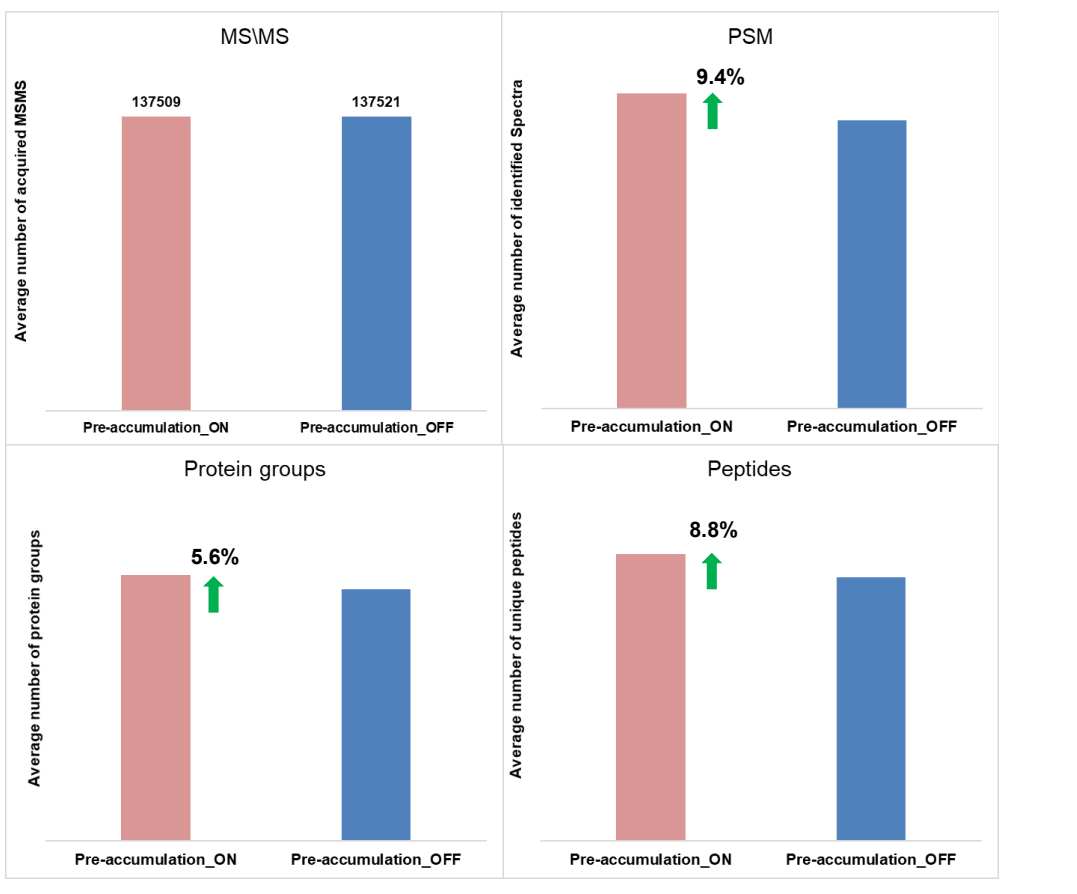 MS\MS
Average number of acquired MSMS
137509
137521
Pre-accumulation_ON
Pre-accumulation_OFF
PSM
Average number of identified Spectra
9.4%
Pre-accumulation_ON
Pre-accumulation_OFF
Protein groups
Average number of protein groups
5.6%
Pre-accumulation_ON
Pre-accumulation_OFF
Peptides
Average number of unique peptides
8.8%
Pre-accumulation_ON
Pre-accumulation_OFF